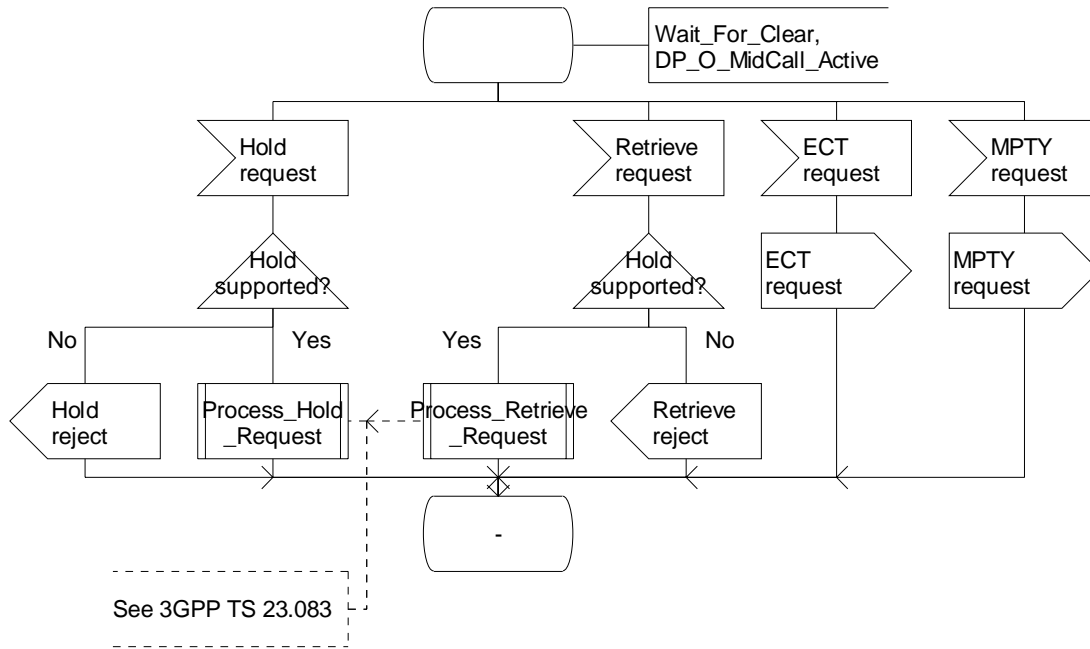 Wait_For_Clear,
DP_O_MidCall_Active
Hold
request
Retrieve
request
ECT
request
MPTY
request
Hold
supported?
Hold
supported?
ECT
request
MPTY
request
No
Yes
Yes
No
Hold
reject
Process_Hold
_Request
Process_Retrieve
_Request
Retrieve
reject
-
See 3GPP TS 23.083